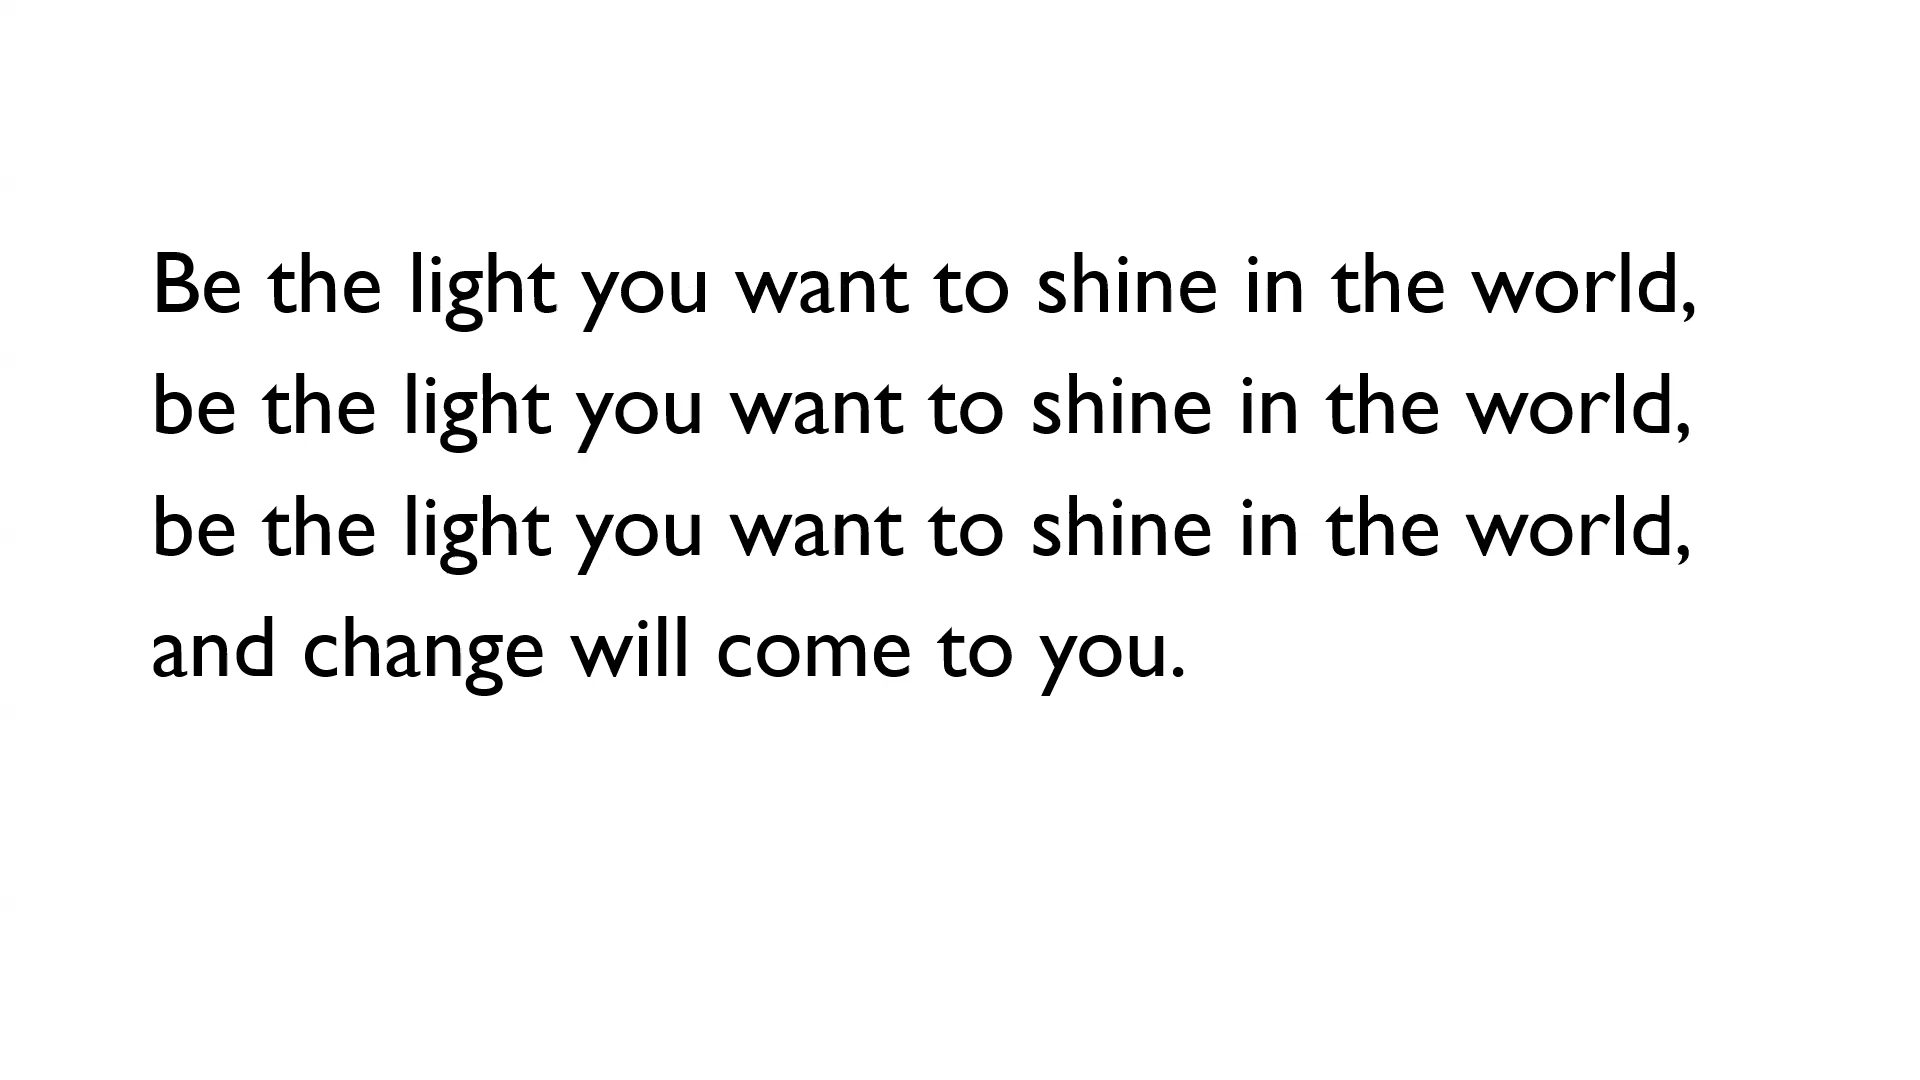 Be the light you want to shine in the world,
be the light you want to shine in the world,
be the light you want to shine in the world,
and change will come to you.